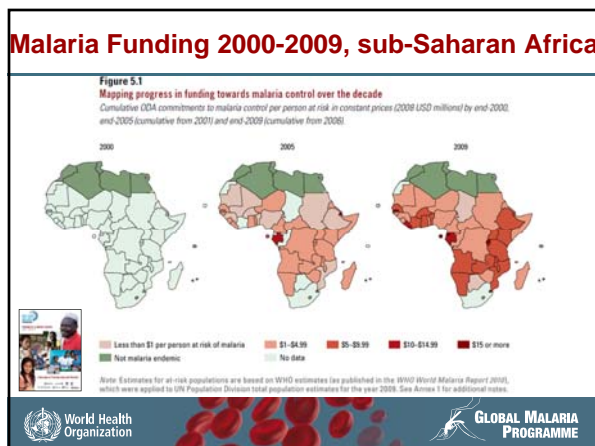 Malaria Funding 2000-2009, sub-Saharan Africa
Figure 5.1
Mapping progress in funding towards malaria control over the decade
Cumulative ODA commitments to malaria control per person at risk in constant prices (2008 USD millions) by end-2000,
end-2005 (cumulative from 2001) and end-2009 (cumulative from 2006).
2000
2005
2009
Less than $1 per person at risk of malaria
$1–$4.99
$5–$9.99
$10–$14.99
$15 or more
Not malaria endemic
No data
Note: Estimates for at-risk populations are based on WHO estimates (as published in the WHO World Malaria Report 2010),
which were applied to UN Population Division total population estimates for the year 2009. See Annex 1 for additional notes.
World Health
Organization
GLOBAL MALARIA
PROGRAMME